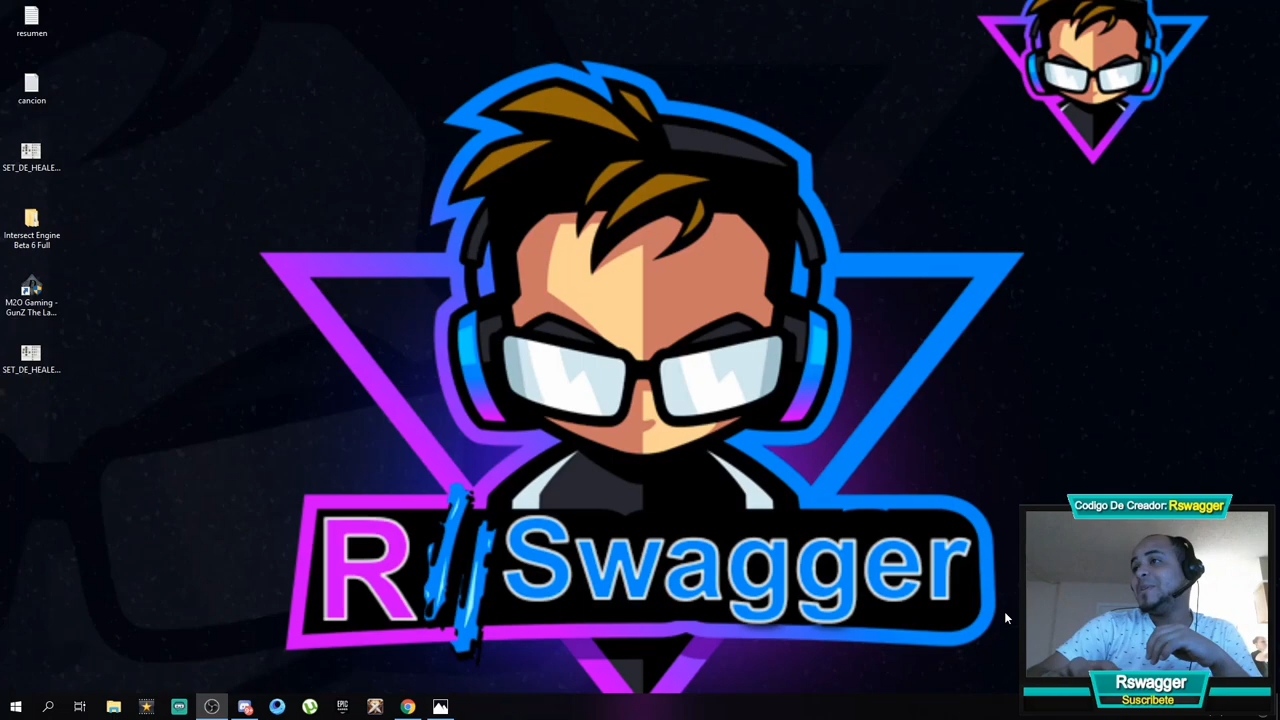 resumen
cancion
SET_DE_HEALE...
Intersect Engine
Beta 6 Full
M2O Gaming -
GunZ The La...
SET_DE_HEALE...
R//Swagger
Codigo De Creador: Rswagger
Rswagger
Suscribete
EPIC